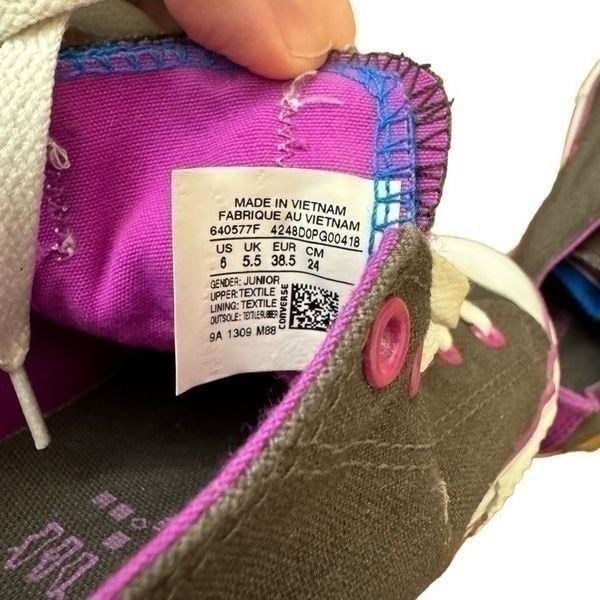 MADE IN VIETNAM
FABRIQUE AU VIETNAM
640577F 4248D0PG00418
US UK EUR CM
6 5.5 38.5 24
GENDER: JUNIOR
UPPER: TEXTILE
LINING: TEXTILE
OUTSOLE: TEXTILE/RUBBER
CONVERSE
9A 1309 M88